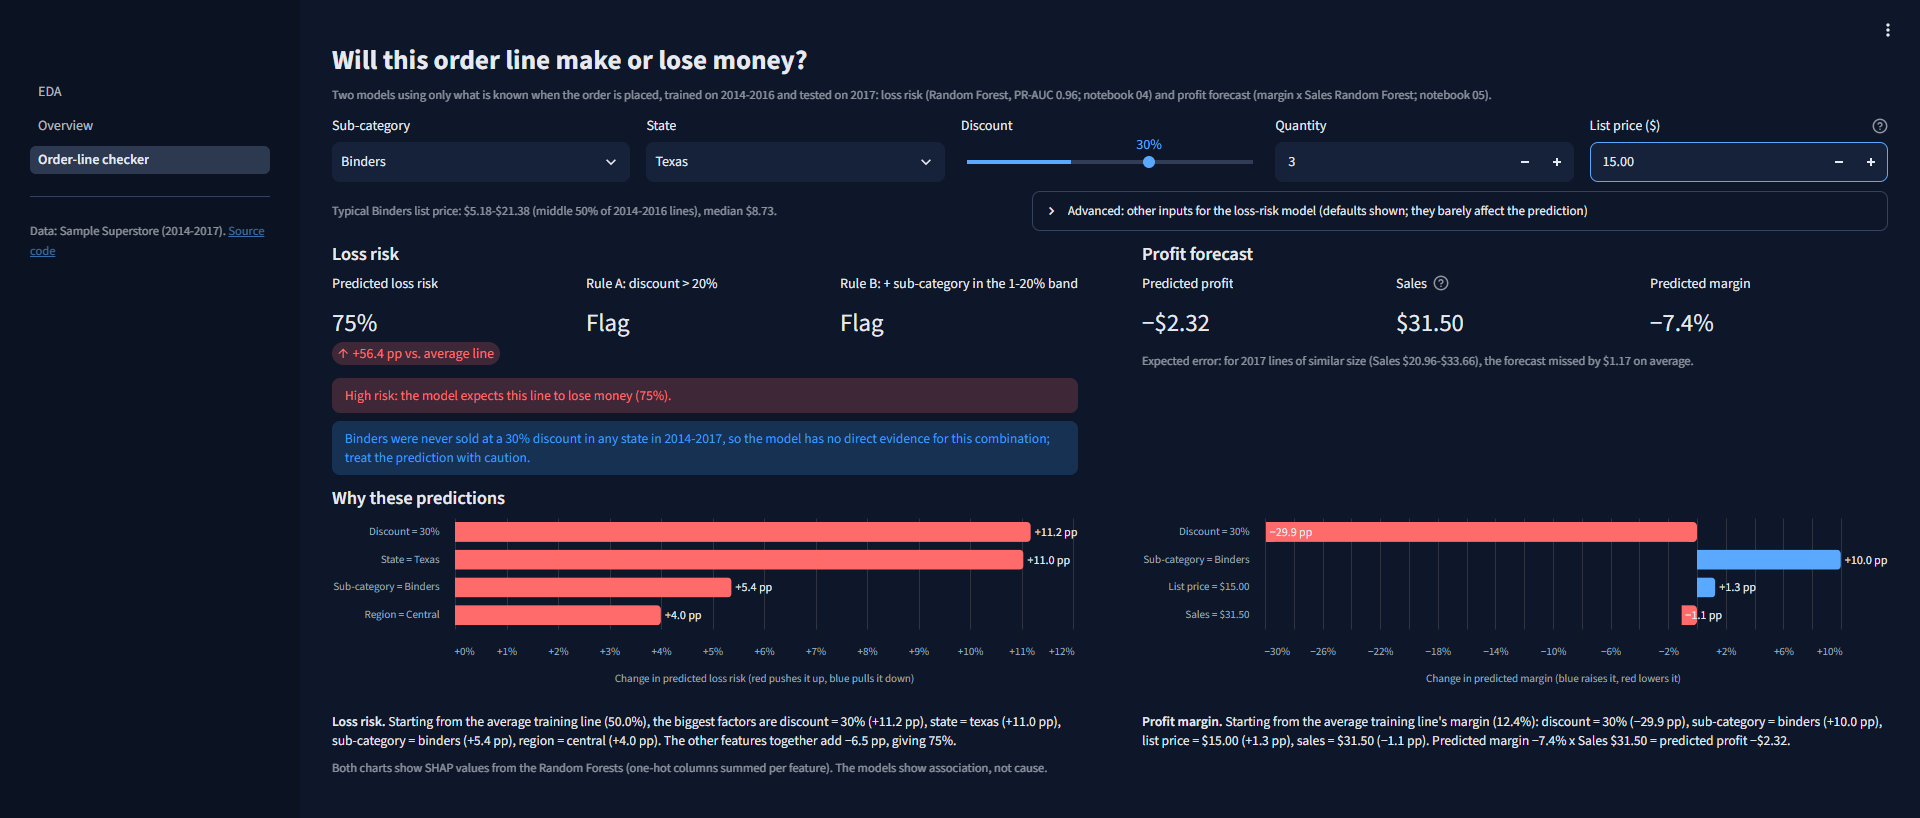 EDA
Overview
Order-line checker
Data: Sample Superstore (2014-2017). Source
code
Will this order line make or lose money?
Two models using only what is known when the order is placed, trained on 2014-2016 and tested on 2017: loss risk (Random Forest, PR-AUC 0.96; notebook 04) and profit forecast (margin x Sales Random Forest; notebook 05).
Sub-category
State
Discount
Quantity
List price ($)
Binders
Texas
30%
3
15.00
Typical Binders list price: $5.18-$21.38 (middle 50% of 2014-2016 lines), median $8.73.
Advanced: other inputs for the loss-risk model (defaults shown; they barely affect the prediction)
Loss risk
Predicted loss risk
Rule A: discount > 20%
Rule B: + sub-category in the 1-20% band
75%
Flag
Flag
↑ +56.4 pp vs. average line
High risk: the model expects this line to lose money (75%).
Binders were never sold at a 30% discount in any state in 2014-2017, so the model has no direct evidence for this combination;
treat the prediction with caution.
Profit forecast
Predicted profit
Sales
Predicted margin
−$2.32
$31.50
−7.4%
Expected error: for 2017 lines of similar size (Sales $20.96-$33.66), the forecast missed by $1.17 on average.
Why these predictions
Discount = 30%
+11.2 pp
State = Texas
+11.0 pp
Sub-category = Binders
+5.4 pp
Region = Central
+4.0 pp
+0% +1% +2% +3% +4% +5% +6% +7% +8% +9% +10% +11% +12%
Change in predicted loss risk (red pushes it up, blue pulls it down)
Discount = 30%
−29.9 pp
Sub-category = Binders
+10.0 pp
List price = $15.00
+1.3 pp
Sales = $31.50
−1.1 pp
−30% −26% −22% −18% −14% −10% −6% −2% +2% +6% +10%
Change in predicted margin (blue raises it, red lowers it)
Loss risk. Starting from the average training line (50.0%), the biggest factors are discount = 30% (+11.2 pp), state = texas (+11.0 pp),
sub-category = binders (+5.4 pp), region = central (+4.0 pp). The other features together add −6.5 pp, giving 75%.
Both charts show SHAP values from the Random Forests (one-hot columns summed per feature). The models show association, not cause.
Profit margin. Starting from the average training line's margin (12.4%): discount = 30% (−29.9 pp), sub-category = binders (+10.0 pp),
list price = $15.00 (+1.3 pp), sales = $31.50 (−1.1 pp). Predicted margin −7.4% x Sales $31.50 = predicted profit −$2.32.